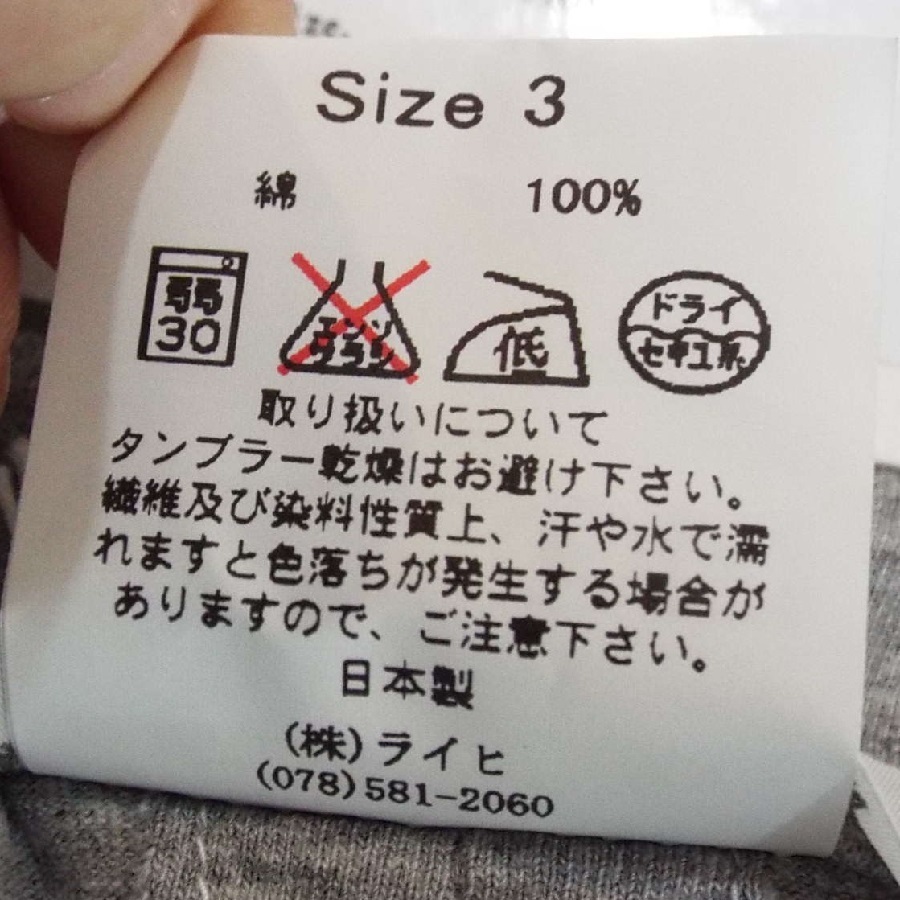 ze.
Size 3
綿 100%
弱
30
エンソ
サラシ
低
ドライ
セキユ系
取り扱いについて
タンブラー乾燥はお避け下さい。
繊維及び染料性質上、汗や水で濡
れますと色落ちが発生する場合が
ありますので、ご注意下さい。
日本製
(株)ライヒ
(078)581-2060